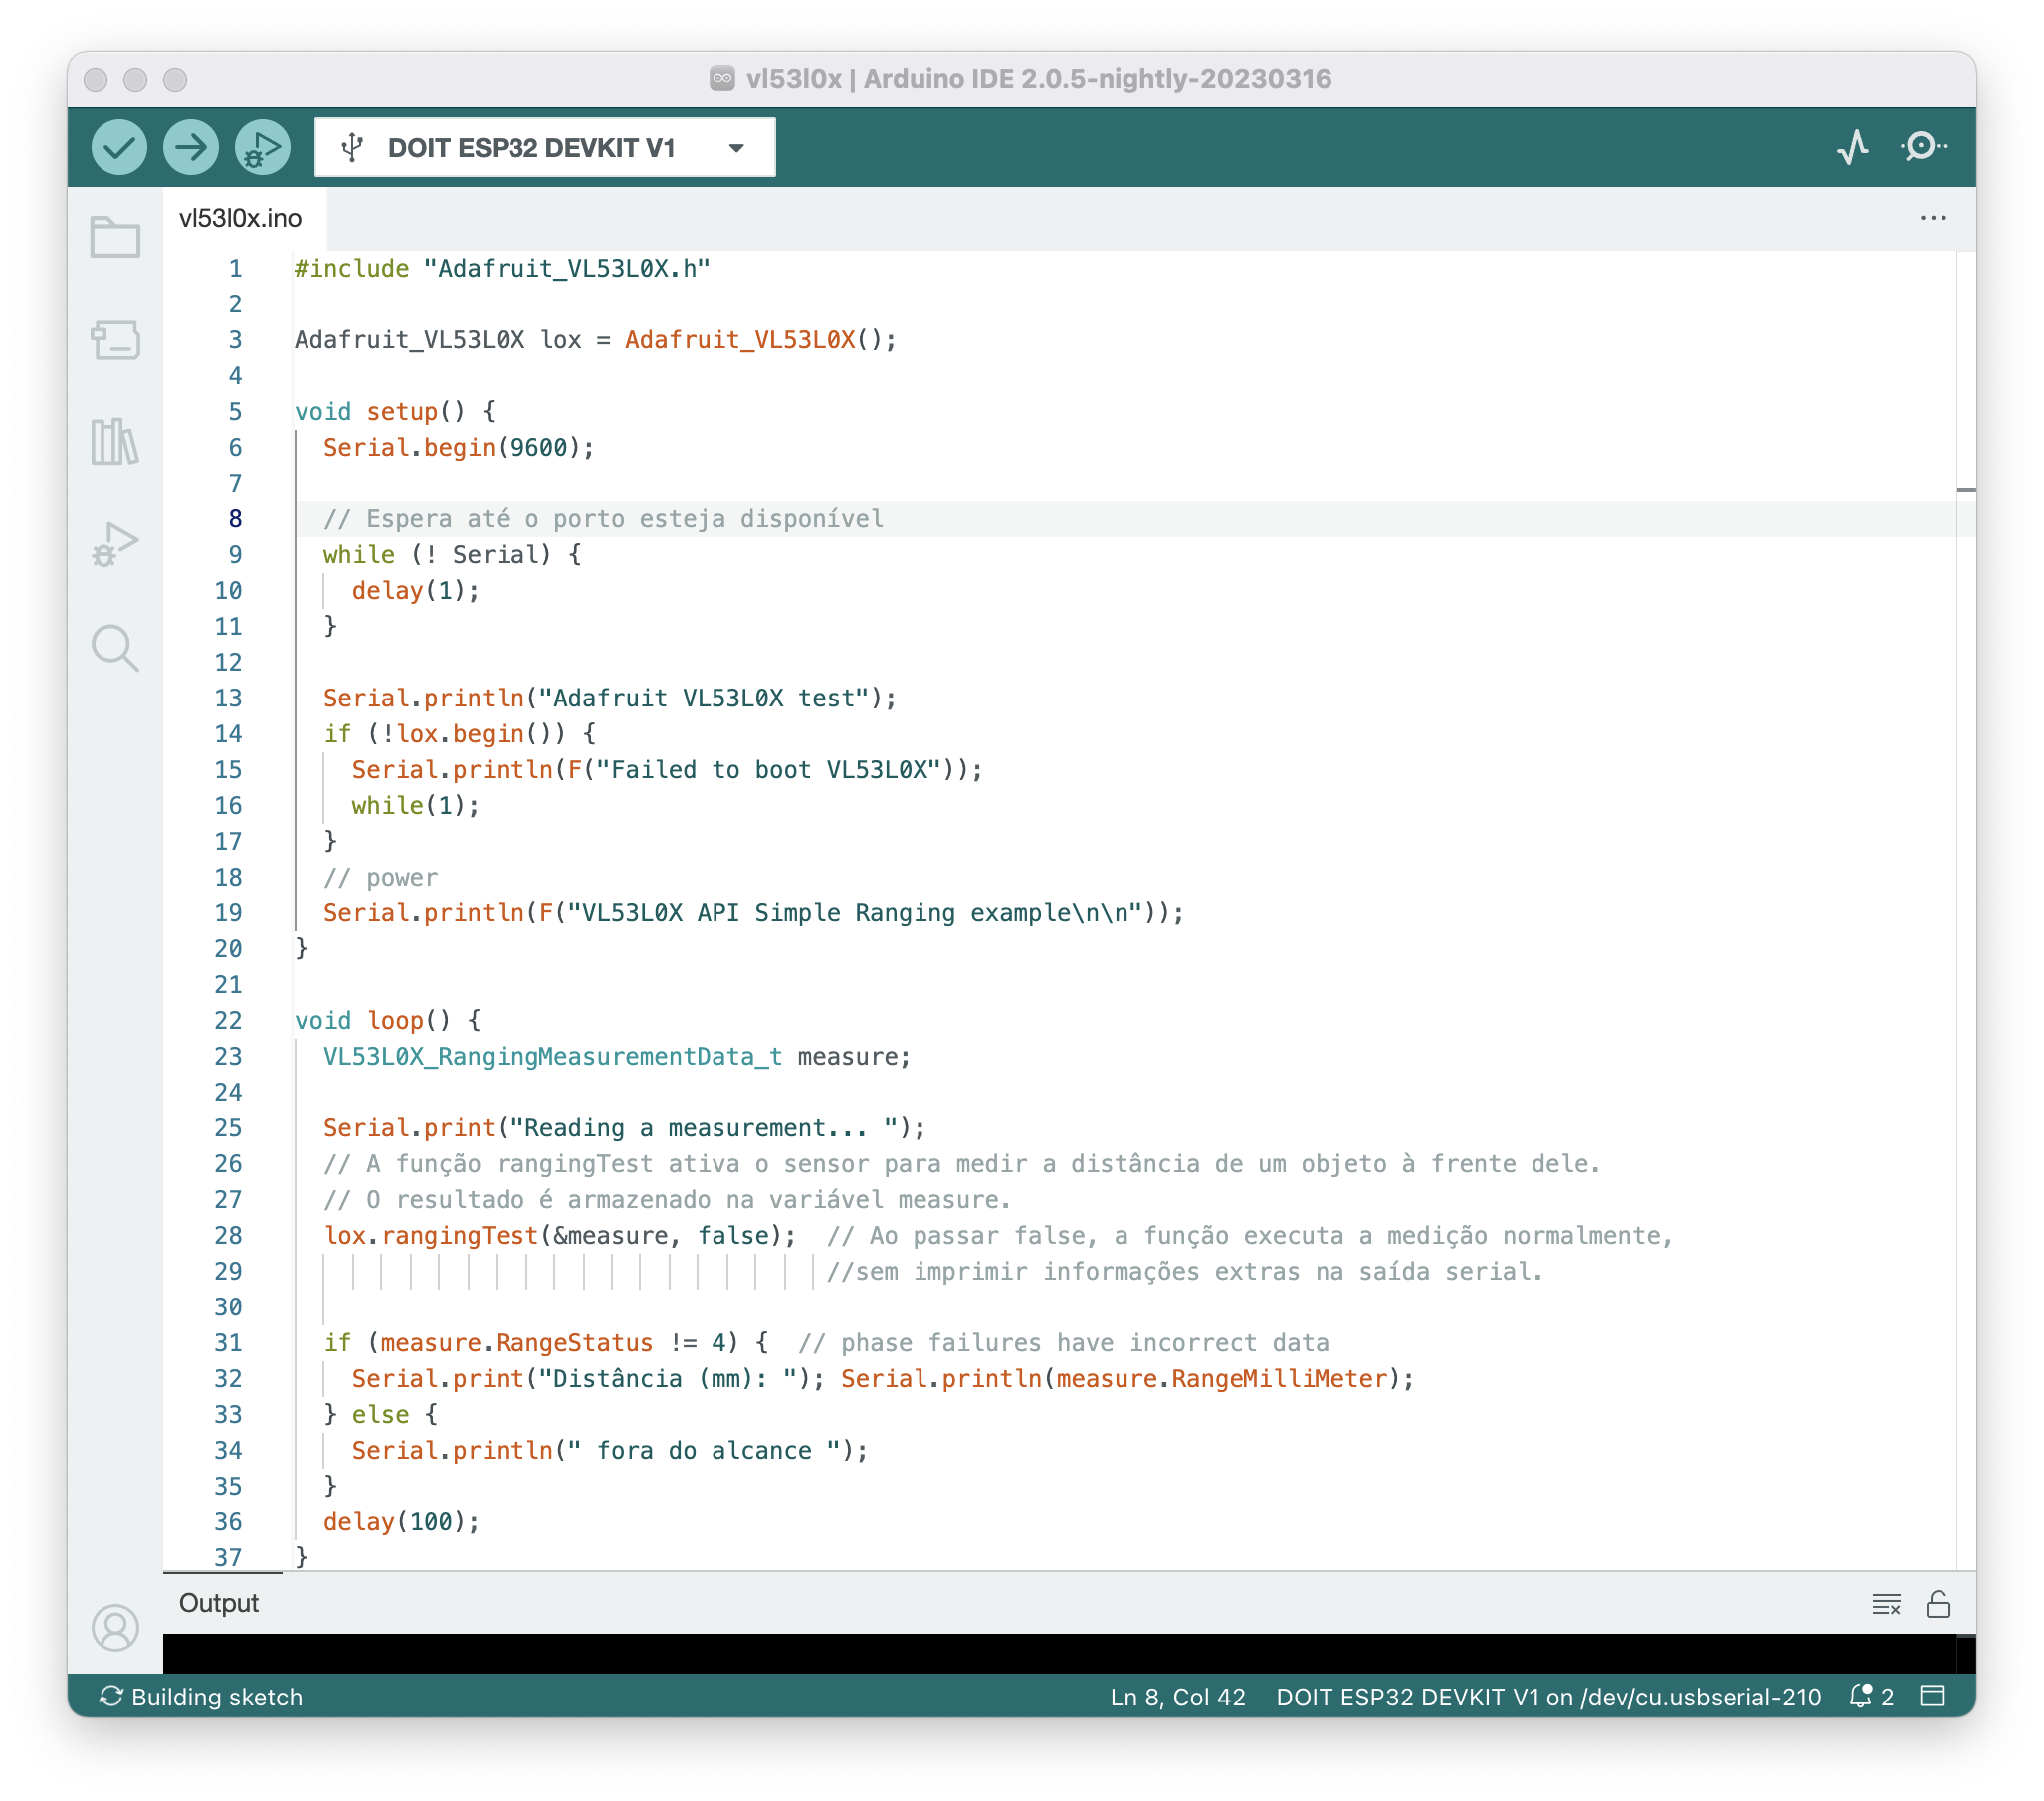 vl53l0x | Arduino IDE 2.0.5-nightly-20230316
DOIT ESP32 DEVKIT V1
vl53l0x.ino
1 #include "Adafruit_VL53L0X.h"
2
3 Adafruit_VL53L0X lox = Adafruit_VL53L0X();
4
5 void setup() {
6   Serial.begin(9600);
7
8   // Espera até o porto esteja disponível
9   while (! Serial) {
10     delay(1);
11   }
12
13   Serial.println("Adafruit VL53L0X test");
14   if (!lox.begin()) {
15     Serial.println(F("Failed to boot VL53L0X"));
16     while(1);
17   }
18   // power
19   Serial.println(F("VL53L0X API Simple Ranging example\n\n"));
20 }
21
22 void loop() {
23   VL53L0X_RangingMeasurementData_t measure;
24
25   Serial.print("Reading a measurement... ");
26   // A função rangingTest ativa o sensor para medir a distância de um objeto à frente dele.
27   // O resultado é armazenado na variável measure.
28   lox.rangingTest(&measure, false);  // Ao passar false, a função executa a medição normalmente,
29                                      //sem imprimir informações extras na saída serial.
30
31   if (measure.RangeStatus != 4) {  // phase failures have incorrect data
32     Serial.print("Distância (mm): "); Serial.println(measure.RangeMilliMeter);
33   } else {
34     Serial.println(" fora do alcance ");
35   }
36   delay(100);
37 }
Output
Building sketch
Ln 8, Col 42 DOIT ESP32 DEVKIT V1 on /dev/cu.usbserial-210 2